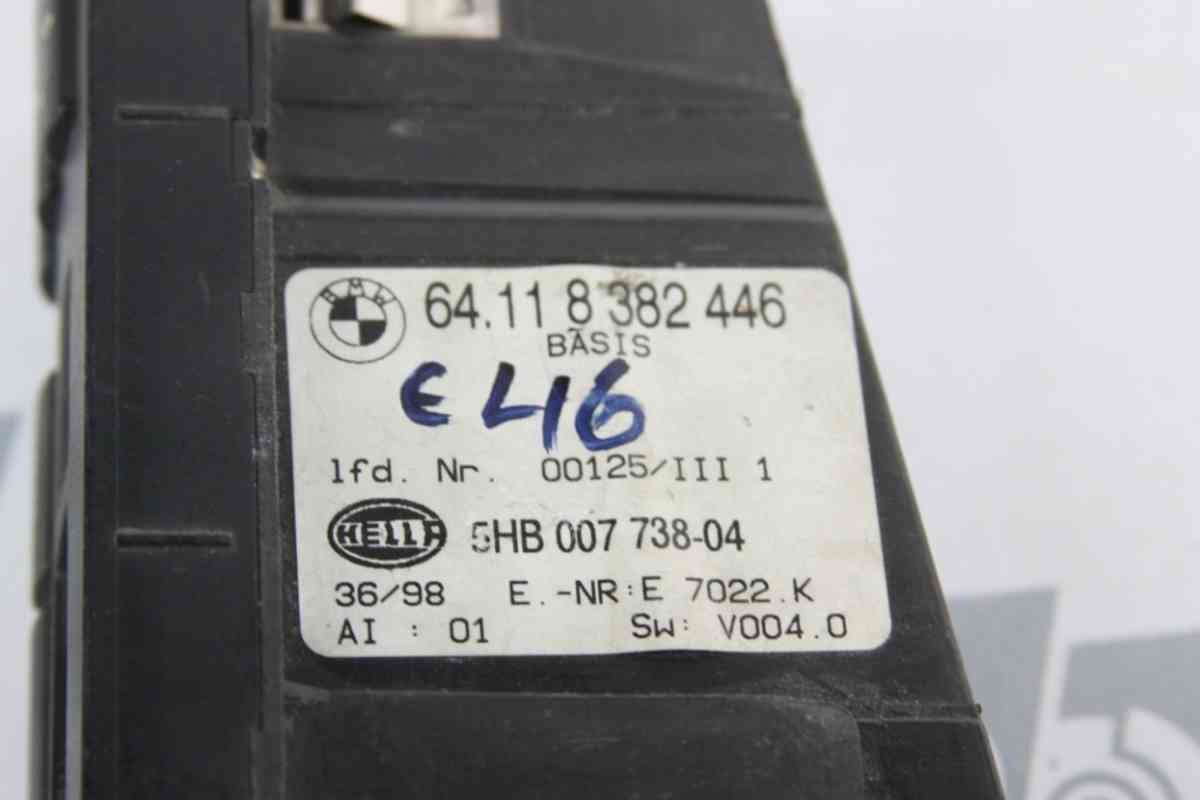 BMW 64.11 8 382 446
BASIS
E46
lfd. Nr. 00125/III 1
HELLA 5HB 007 738-04
36/98 E.-NR:E 7022.K
AI : 01 SW: V004.0